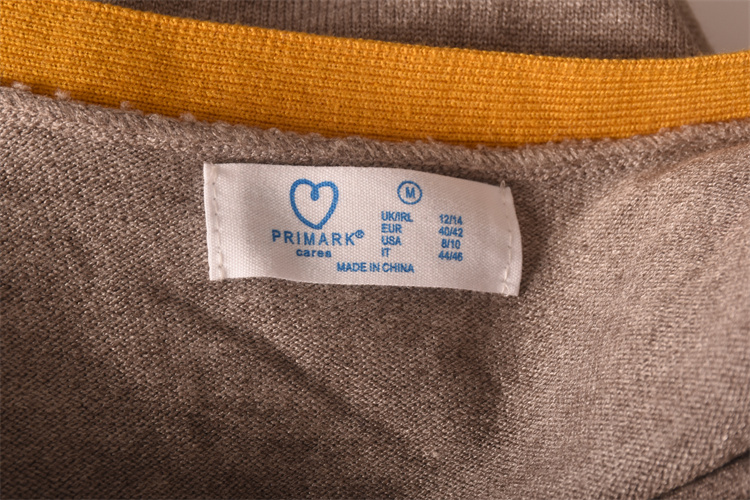 M
PRIMARK®
cares
UK/IRL 12/14
EUR 40/42
USA 8/10
IT 44/46
MADE IN CHINA